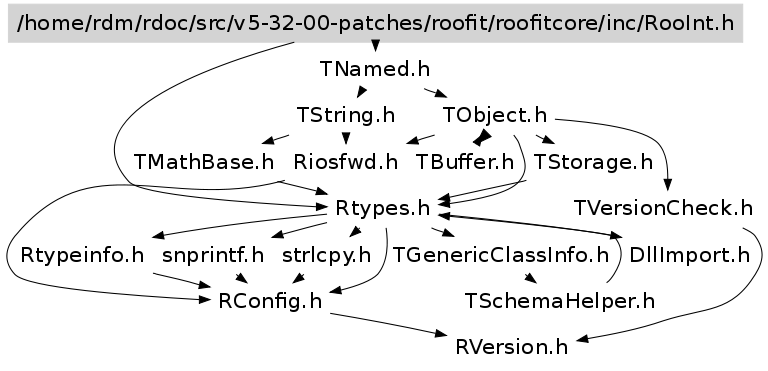 /home/rdm/rdoc/src/v5-32-00-patches/roofit/roofitcore/inc/RooInt.h
TNamed.h
TString.h TObject.h
TMathBase.h Riosfwd.h TBuffer.h TStorage.h
Rtypes.h TVersionCheck.h
Rtypeinfo.h snprintf.h strlcpy.h TGenericClassInfo.h DllImport.h
RConfig.h TSchemaHelper.h
RVersion.h